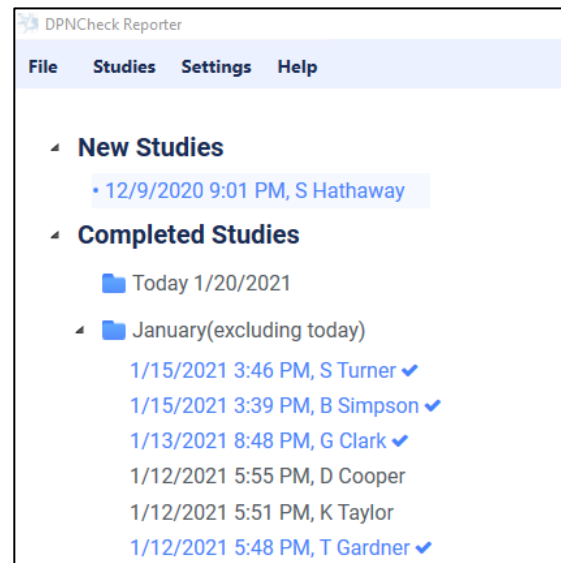 DPNCheck Reporter
File Studies Settings Help
New Studies
• 12/9/2020 9:01 PM, S Hathaway
Completed Studies
Today 1/20/2021
January(excluding today)
1/15/2021 3:46 PM, S Turner ✔
1/15/2021 3:39 PM, B Simpson ✔
1/13/2021 8:48 PM, G Clark ✔
1/12/2021 5:55 PM, D Cooper
1/12/2021 5:51 PM, K Taylor
1/12/2021 5:48 PM, T Gardner ✔